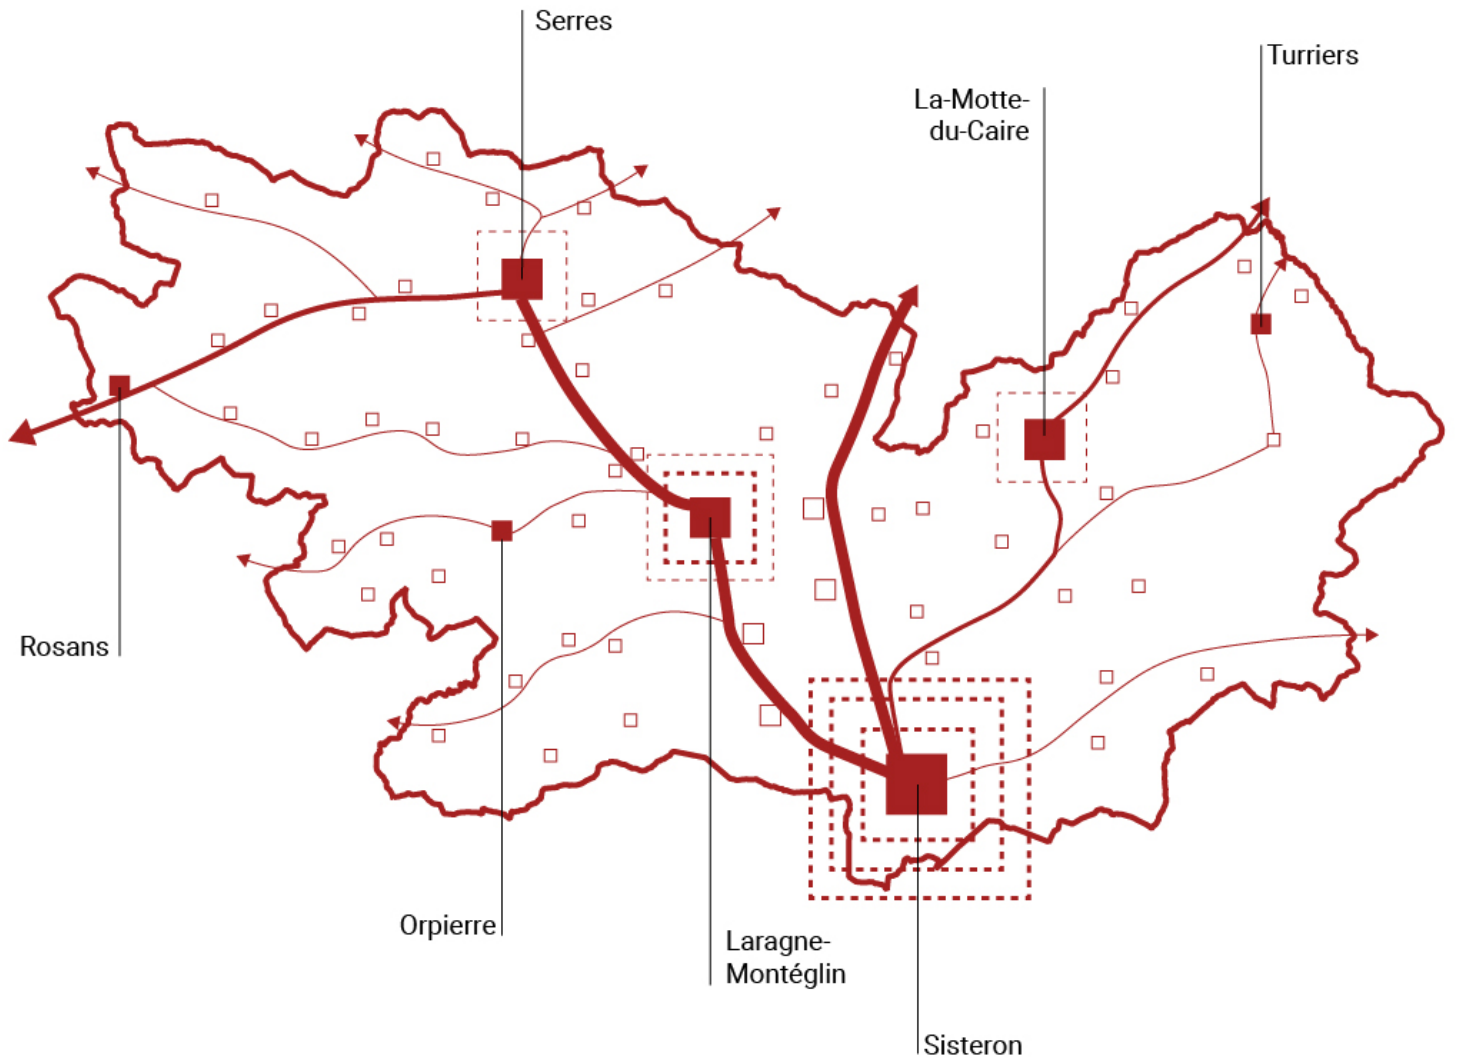 Serres
Turriers
La-Motte-
du-Caire
Rosans
Orpierre
Laragne-
Montéglin
Sisteron